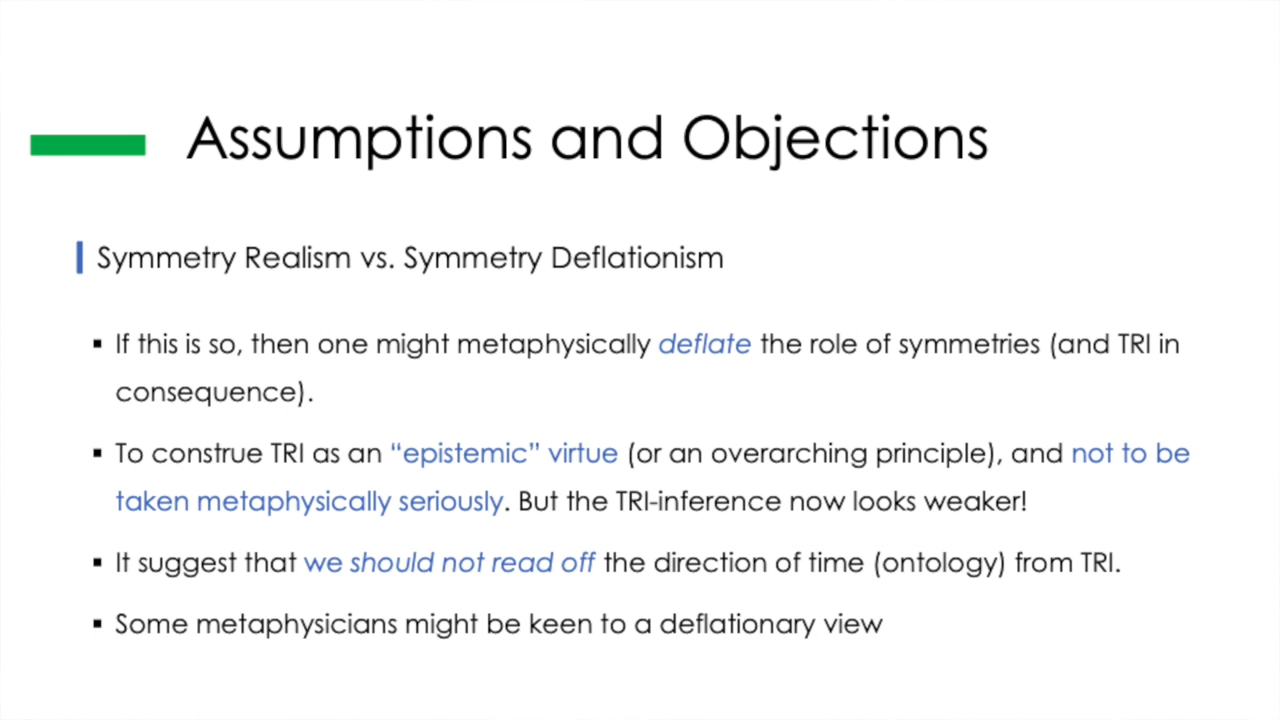 Assumptions and Objections
Symmetry Realism vs. Symmetry Deflationism
▪ If this is so, then one might metaphysically deflate the role of symmetries (and TRI in
consequence).
▪ To construe TRI as an “epistemic” virtue (or an overarching principle), and not to be
taken metaphysically seriously. But the TRI-inference now looks weaker!
▪ It suggest that we should not read off the direction of time (ontology) from TRI.
▪ Some metaphysicians might be keen to a deflationary view